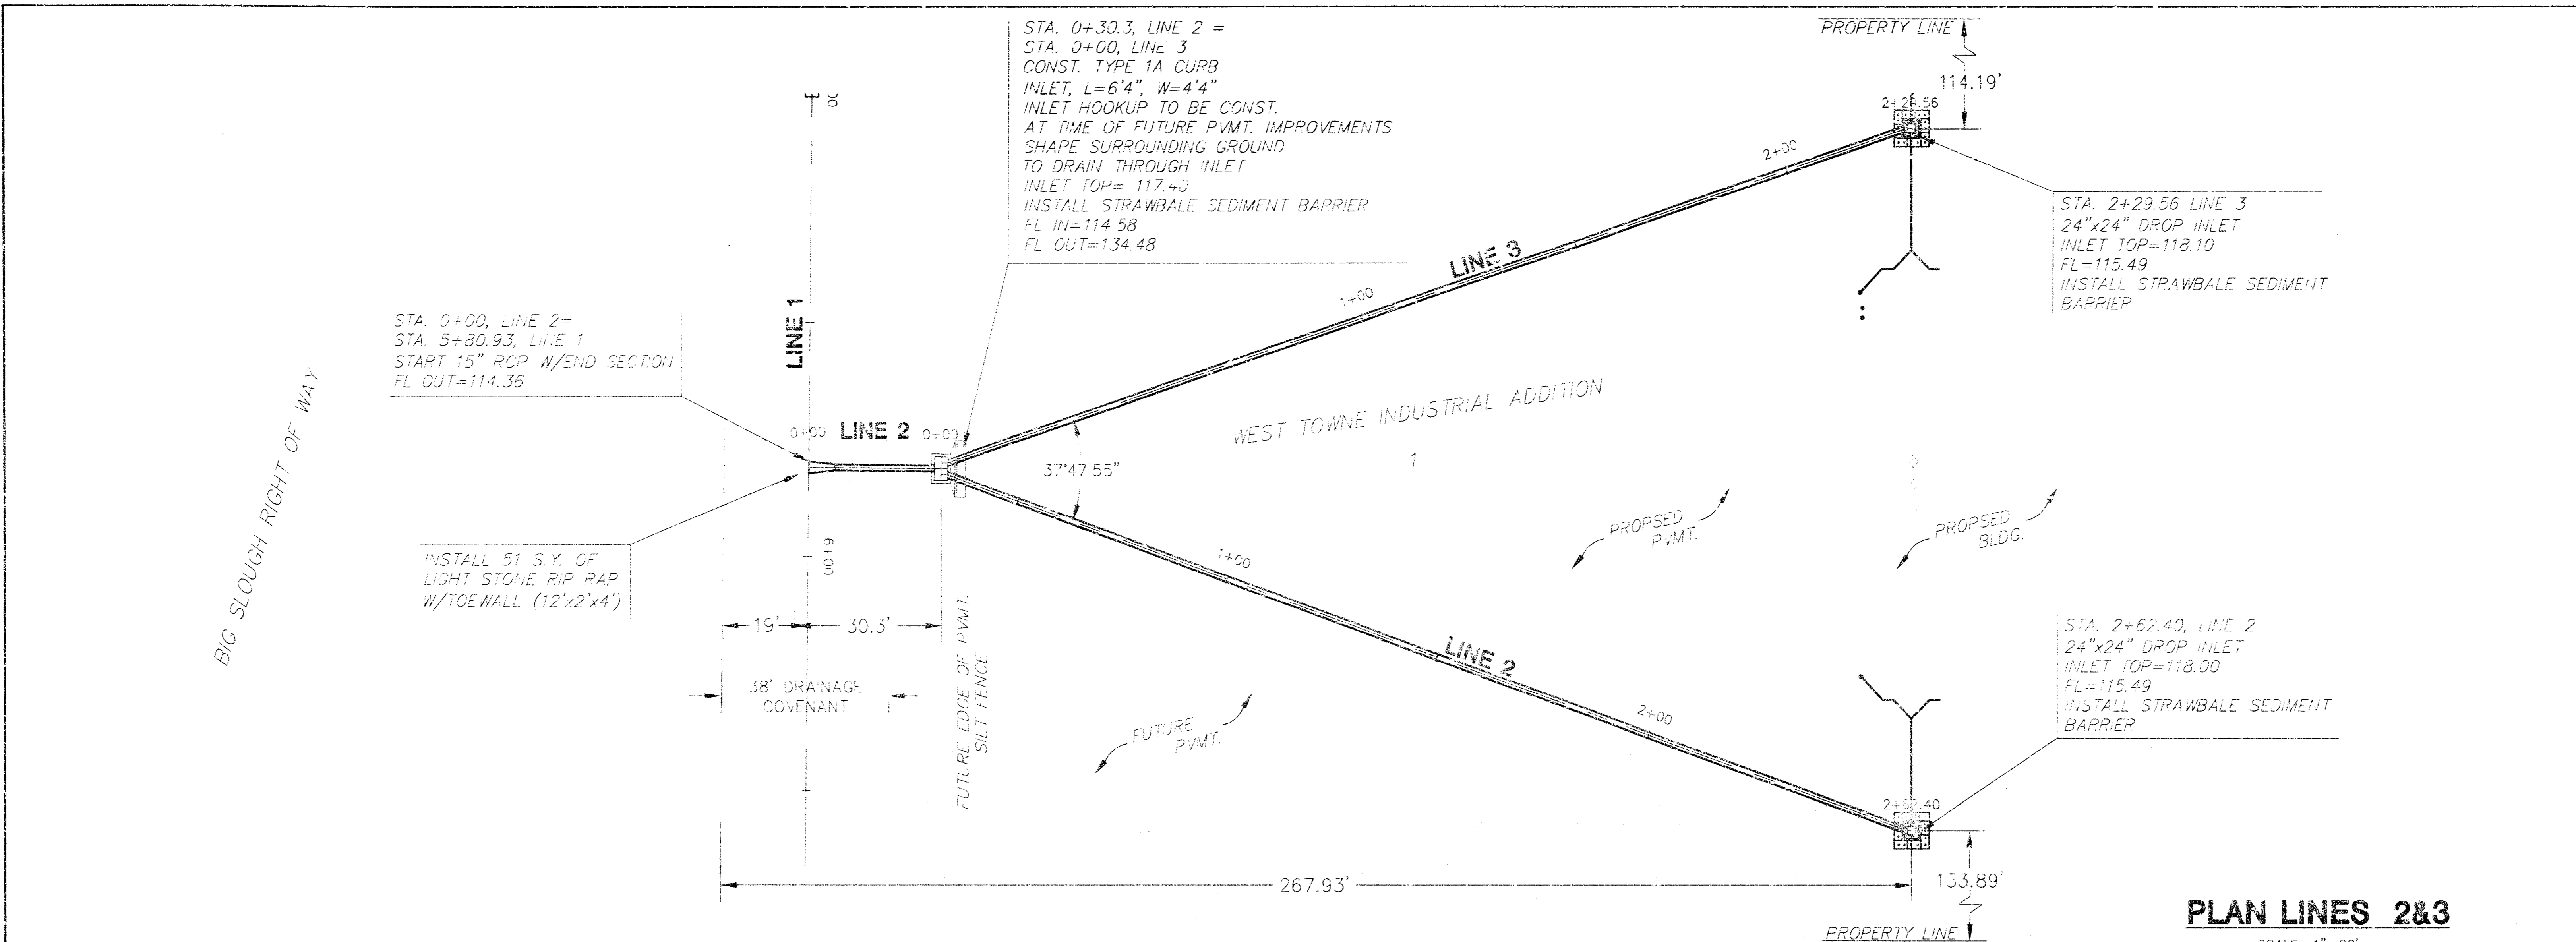 STA. 0+30.3, LINE 2 =
STA. 0+00, LINE 3
CONST. TYPE 1A CURB
INLET, L=6'4", W=4'4"
INLET HOOKUP TO BE CONST.
AT TIME OF FUTURE PVMT. IMPROVEMENTS
SHAPE SURROUNDING GROUND
TO DRAIN THROUGH INLET
INLET TOP= 117.40
INSTALL STRAWBALE SEDIMENT BARRIER
FL IN=114.58
FL OUT=134.48
PROPERTY LINE
114.19'
2+29.56
2+00
STA. 2+29.56 LINE 3
24"x24" DROP INLET
INLET TOP=118.10
FL=115.49
INSTALL STRAWBALE SEDIMENT
BARRIER
LINE 3
1+00
LINE 1
STA. 0+00, LINE 2=
STA. 5+80.93, LINE 1
START 15" RCP W/END SECTION
FL OUT=114.36
BIG SLOUGH RIGHT OF WAY
WEST TOWNE INDUSTRIAL ADDITION
1
0+00
LINE 2
0+00
37°47'55"
PROPSED
PVMT.
PROPSED
BLDG.
INSTALL 51 S.Y. OF
LIGHT STONE RIP RAP
W/TOEWALL (12'x2'x4')
6+00
1+00
19'
30.3'
FUTURE EDGE OF PVMT.
SILT FENCE
LINE 2
STA. 2+62.40, LINE 2
24"x24" DROP INLET
INLET TOP=118.00
FL=115.49
INSTALL STRAWBALE SEDIMENT
BARRIER
38' DRAINAGE
COVENANT
FUTURE
PVMT.
2+00
2+62.40
267.93'
133.89'
PROPERTY LINE
PLAN LINES 2&3